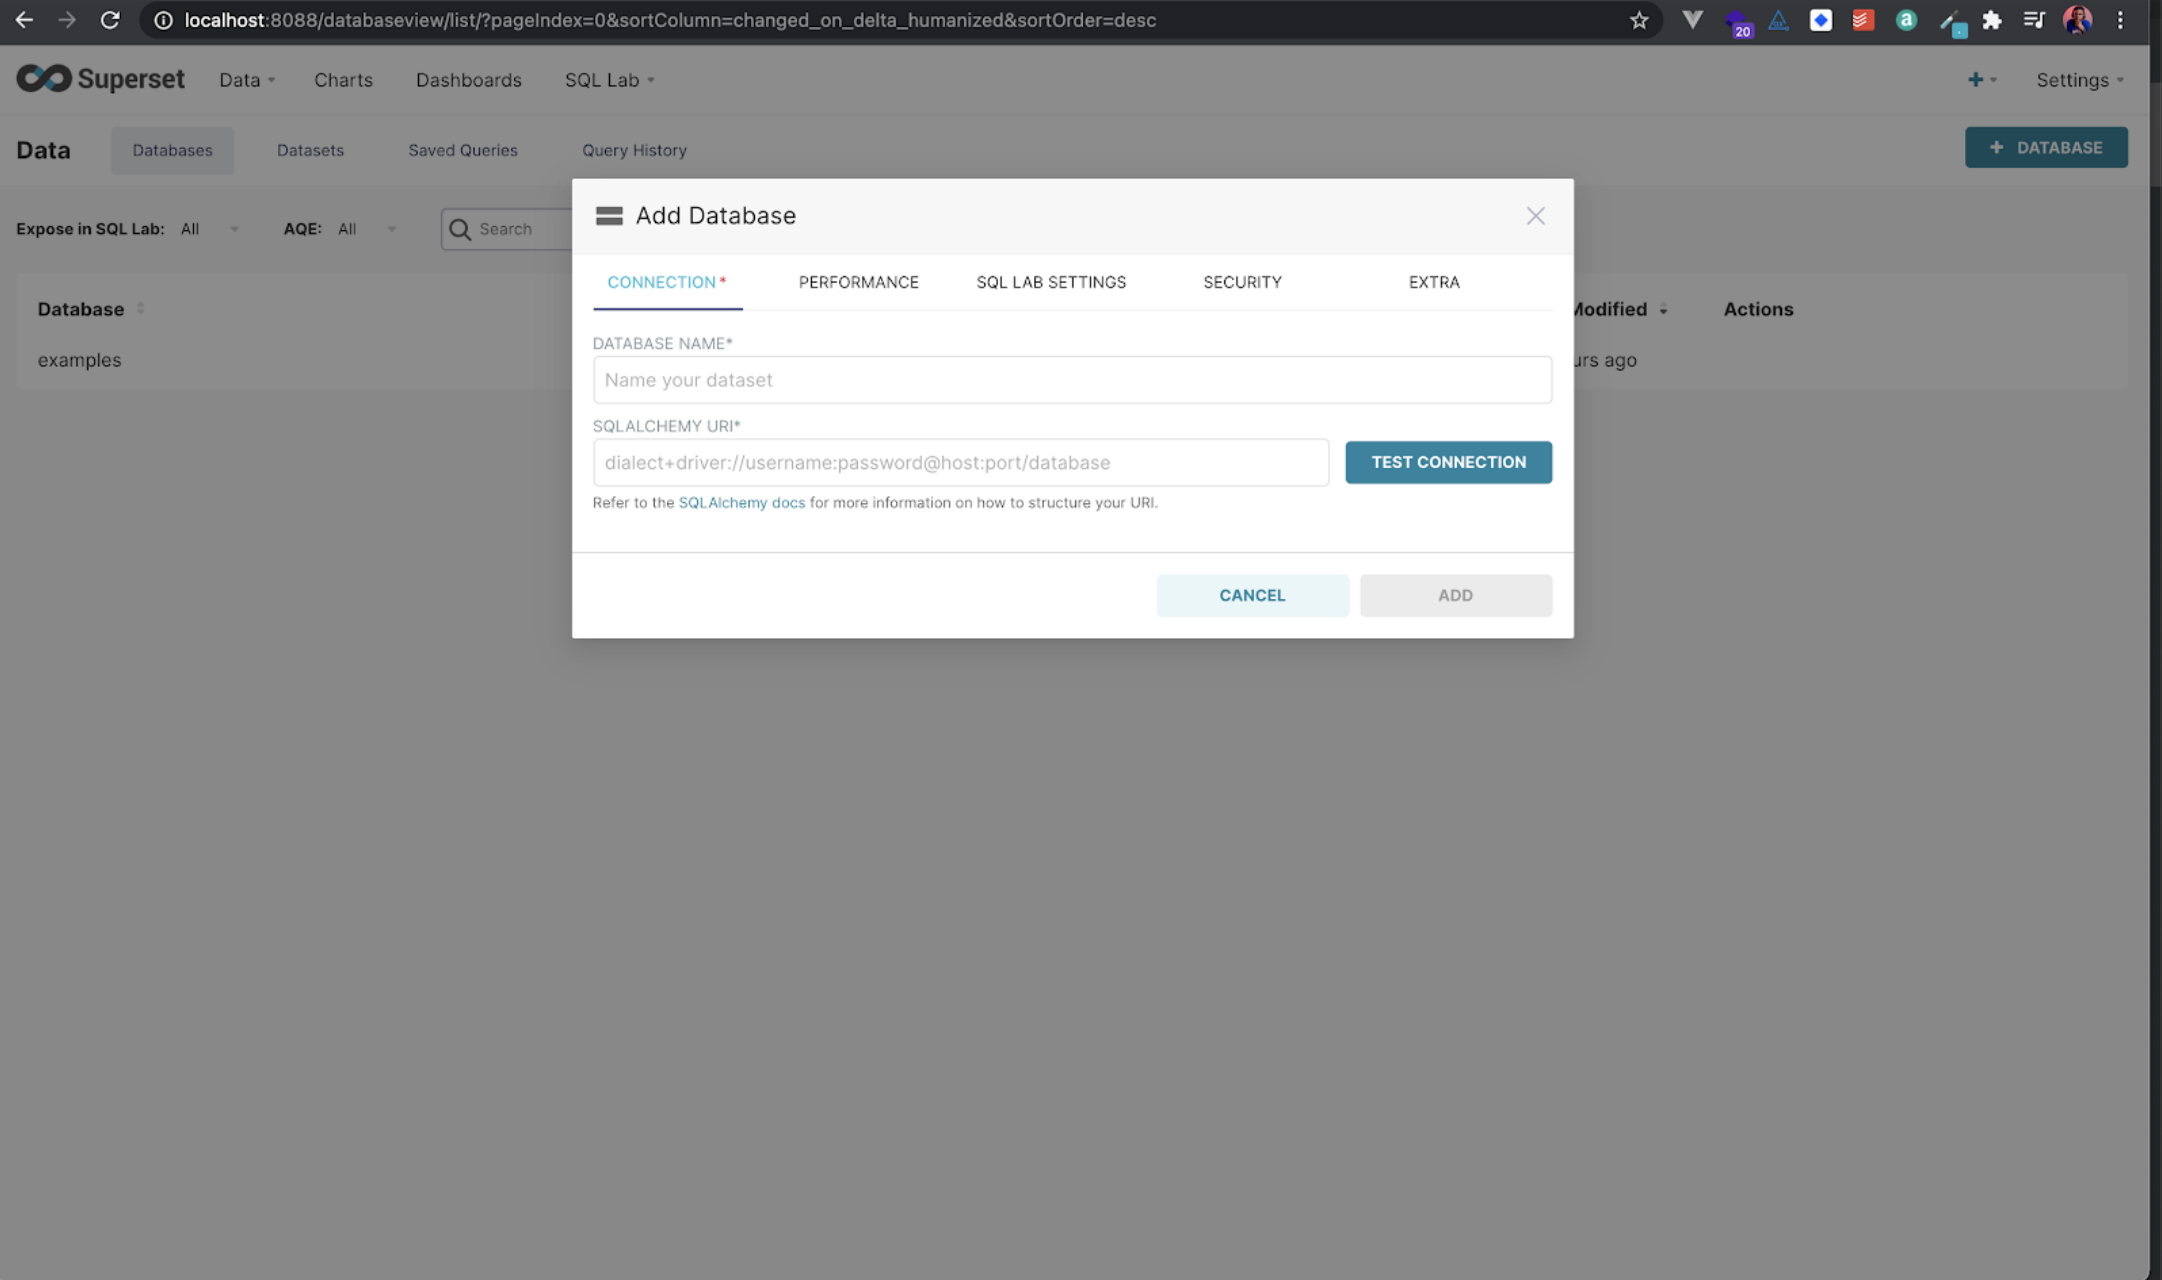 localhost:8088/databaseview/list/?pageIndex=0&sortColumn=changed_on_delta_humanized&sortOrder=desc
20
Superset Data Charts Dashboards SQL Lab + Settings
Data Databases Datasets Saved Queries Query History + DATABASE
Add Database
Expose in SQL Lab: All AQE: All Search
CONNECTION * PERFORMANCE SQL LAB SETTINGS SECURITY EXTRA
Database Modified Actions
DATABASE NAME*
examples urs ago
Name your dataset
SQLALCHEMY URI*
dialect+driver://username:password@host:port/database TEST CONNECTION
Refer to the SQLAlchemy docs for more information on how to structure your URI.
CANCEL ADD